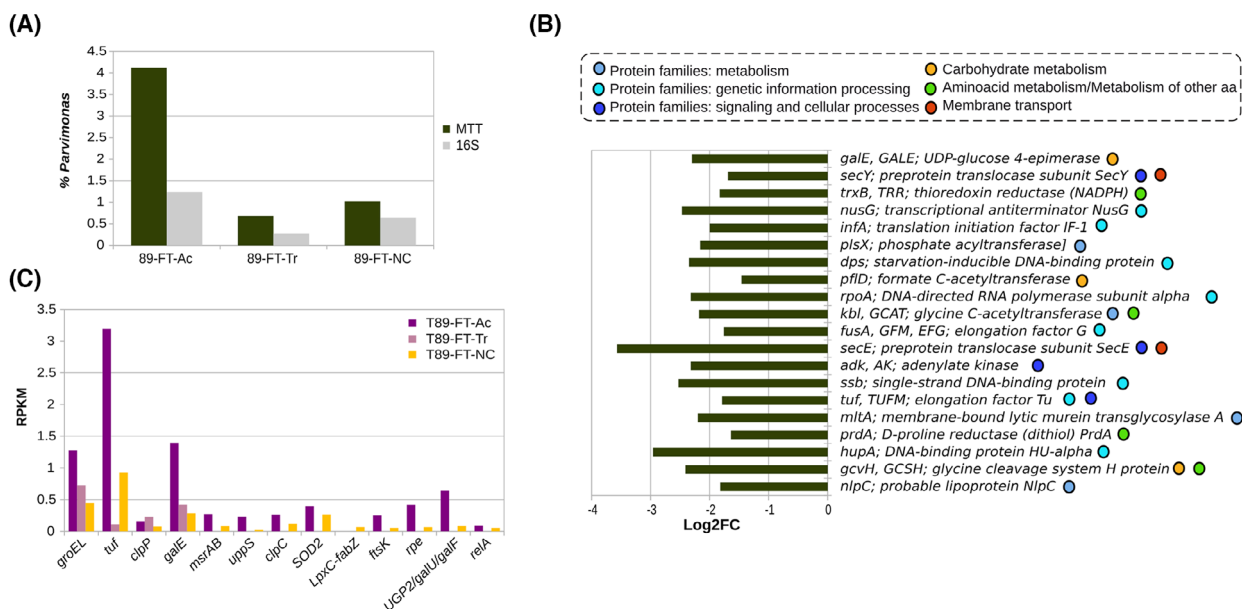 (A)
4.5
4
3.5
3
2.5
2
1.5
1
0.5
0
% Parvimonas
89-FT-Ac
89-FT-Tr
89-FT-NC
MTT
16S
(B)
Protein families: metabolism
Protein families: genetic information processing
Protein families: signaling and cellular processes
Carbohydrate metabolism
Aminoacid metabolism/Metabolism of other aa
Membrane transport
galE, GALE; UDP-glucose 4-epimerase
secY; preprotein translocase subunit SecY
trxB, TRR; thioredoxin reductase (NADPH)
nusG; transcriptional antiterminator NusG
infA; translation initiation factor IF-1
plsX; phosphate acyltransferase]
dps; starvation-inducible DNA-binding protein
pflD; formate C-acetyltransferase
rpoA; DNA-directed RNA polymerase subunit alpha
kbl, GCAT; glycine C-acetyltransferase
fusA, GFM, EFG; elongation factor G
secE; preprotein translocase subunit SecE
adk, AK; adenylate kinase
ssb; single-strand DNA-binding protein
tuf, TUFM; elongation factor Tu
mltA; membrane-bound lytic murein transglycosylase A
prdA; D-proline reductase (dithiol) PrdA
hupA; DNA-binding protein HU-alpha
gcvH, GCSH; glycine cleavage system H protein
nlpC; probable lipoprotein NlpC
-4
-3
-2
-1
0
Log2FC
(C)
3.5
3
2.5
2
1.5
1
0.5
0
RPKM
T89-FT-Ac
T89-FT-Tr
T89-FT-NC
groEL
tuf
clpP
galE
msrAB
uppS
clpC
SOD2
LpxC-fabZ
ftsK
rpe
UGP2/galU/galF
relA